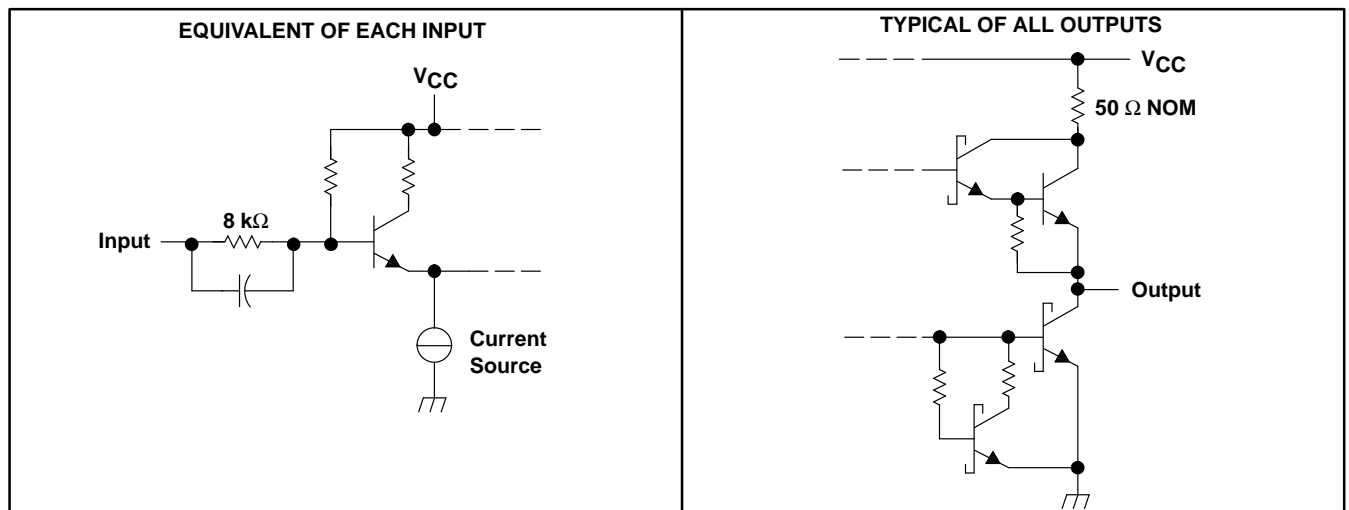 EQUIVALENT OF EACH INPUT
VCC
8 kΩ
Input
Current
Source
TYPICAL OF ALL OUTPUTS
VCC
50 Ω NOM
Output